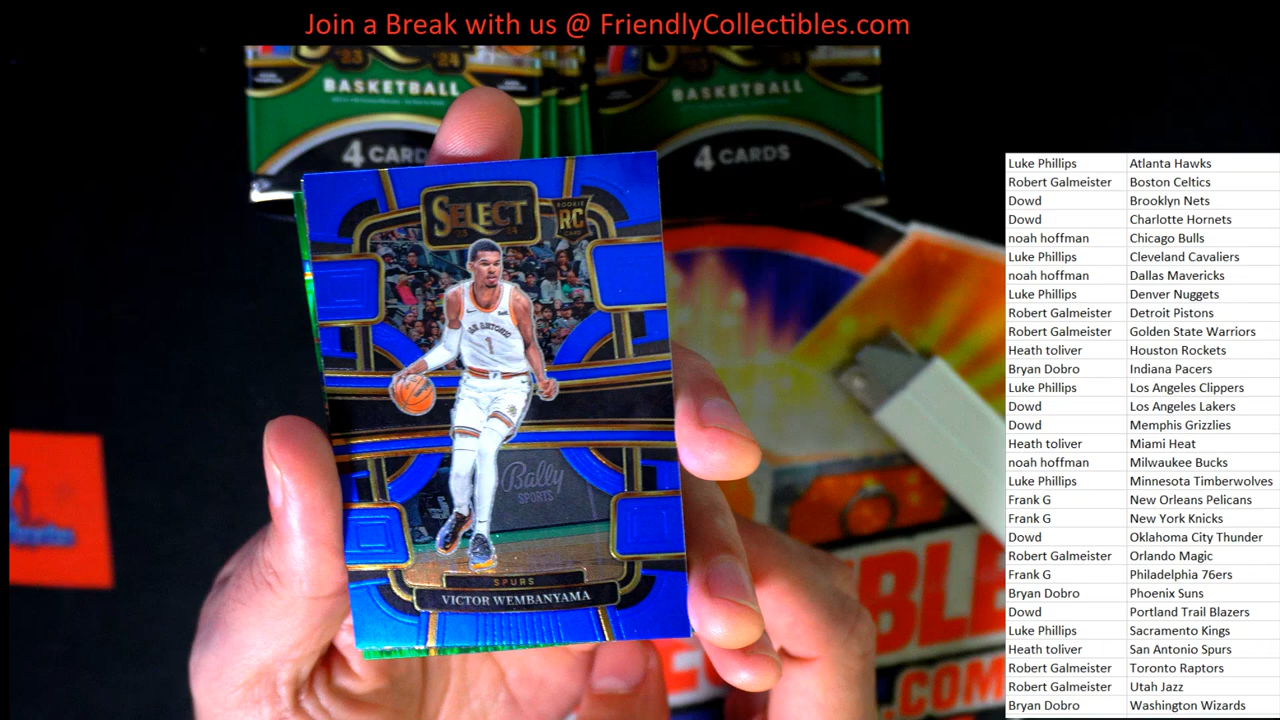 Join a Break with us @ FriendlyCollectibles.com
'23 '24
BASKETBALL
4 CARDS
'23 '24
BASKETBALL
4 CARDS
SELECT
23 24
ROOKIE
RC
CARD
SAN ANTONIO
1
Bally
SPORTS
SPURS
VICTOR WEMBANYAMA
.COM
Luke Phillips Atlanta Hawks
Robert Galmeister Boston Celtics
Dowd Brooklyn Nets
Dowd Charlotte Hornets
noah hoffman Chicago Bulls
Luke Phillips Cleveland Cavaliers
noah hoffman Dallas Mavericks
Luke Phillips Denver Nuggets
Robert Galmeister Detroit Pistons
Robert Galmeister Golden State Warriors
Heath toliver Houston Rockets
Bryan Dobro Indiana Pacers
Luke Phillips Los Angeles Clippers
Dowd Los Angeles Lakers
Dowd Memphis Grizzlies
Heath toliver Miami Heat
noah hoffman Milwaukee Bucks
Luke Phillips Minnesota Timberwolves
Frank G New Orleans Pelicans
Frank G New York Knicks
Dowd Oklahoma City Thunder
Robert Galmeister Orlando Magic
Frank G Philadelphia 76ers
Bryan Dobro Phoenix Suns
Dowd Portland Trail Blazers
Luke Phillips Sacramento Kings
Heath toliver San Antonio Spurs
Robert Galmeister Toronto Raptors
Robert Galmeister Utah Jazz
Bryan Dobro Washington Wizards